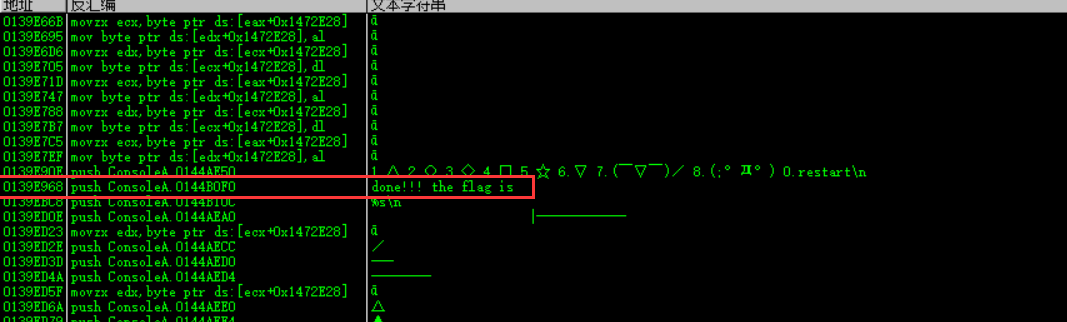 地址 反汇编 文本字符串
0139E66B movzx ecx,byte ptr ds:[eax+0x1472E28] ā
0139E695 mov byte ptr ds:[edx+0x1472E28],al ā
0139E6D6 movzx edx,byte ptr ds:[ecx+0x1472E28] ā
0139E705 mov byte ptr ds:[ecx+0x1472E28],dl ā
0139E71D movzx ecx,byte ptr ds:[eax+0x1472E28] ā
0139E747 mov byte ptr ds:[edx+0x1472E28],al ā
0139E788 movzx edx,byte ptr ds:[ecx+0x1472E28] ā
0139E7B7 mov byte ptr ds:[ecx+0x1472E28],dl ā
0139E7C5 movzx ecx,byte ptr ds:[eax+0x1472E28] ā
0139E7EF mov byte ptr ds:[edx+0x1472E28],al ā
0139E90E push ConsoleA.0144AE50 1.△ 2.○ 3.◇ 4.□ 5.☆ 6.▽ 7.(￣▽￣)／ 8.(;°Д°) 0.restart\n
0139E968 push ConsoleA.0144B0F0 done!!! the flag is
0139EBC8 push ConsoleA.0144B10C %s\n
0139ED0E push ConsoleA.0144AEA0 |—————————
0139ED23 movzx edx,byte ptr ds:[ecx+0x1472E28] ā
0139ED2E push ConsoleA.0144AECC ／
0139ED3D push ConsoleA.0144AED0 ——
0139ED4A push ConsoleA.0144AED4 ——————
0139ED5F movzx edx,byte ptr ds:[ecx+0x1472E28] ā
0139ED6A push ConsoleA.0144AEE0 △
0139ED79 push ConsoleA.0144AEE4 ▲